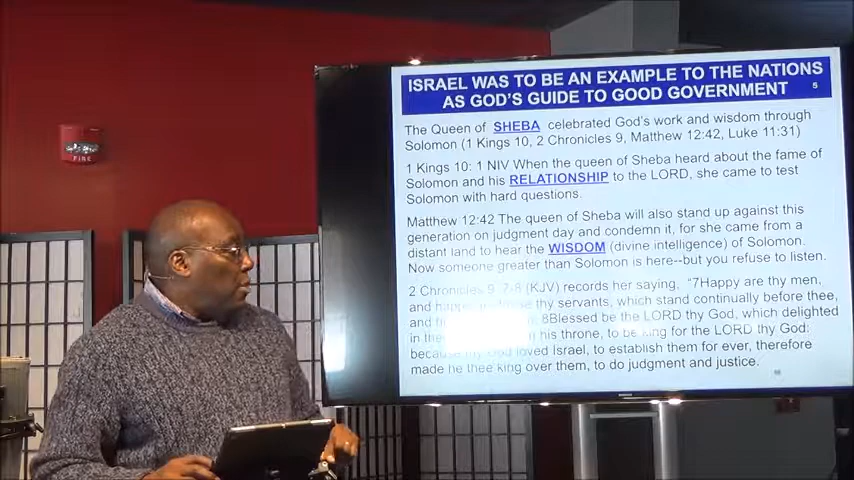 FIRE
ISRAEL WAS TO BE AN EXAMPLE TO THE NATIONS
AS GOD'S GUIDE TO GOOD GOVERNMENT
5
The Queen of SHEBA celebrated God's work and wisdom through
Solomon (1 Kings 10, 2 Chronicles 9, Matthew 12:42, Luke 11:31)
1 Kings 10: 1 NIV When the queen of Sheba heard about the fame of
Solomon and his RELATIONSHIP to the LORD, she came to test
Solomon with hard questions.
Matthew 12:42 The queen of Sheba will also stand up against this
generation on judgment day and condemn it, for she came from a
distant land to hear the WISDOM (divine intelligence) of Solomon.
Now someone greater than Solomon is here--but you refuse to listen.
2 Chronicles 9:7-8 (KJV) records her saying, "7Happy are thy men,
and happy are these thy servants, which stand continually before thee,
and 8Blessed be the LORD thy God, which delighted
in his throne, to be king for the LORD thy God:
because my God loved Israel, to establish them for ever, therefore
made he thee king over them, to do judgment and justice.